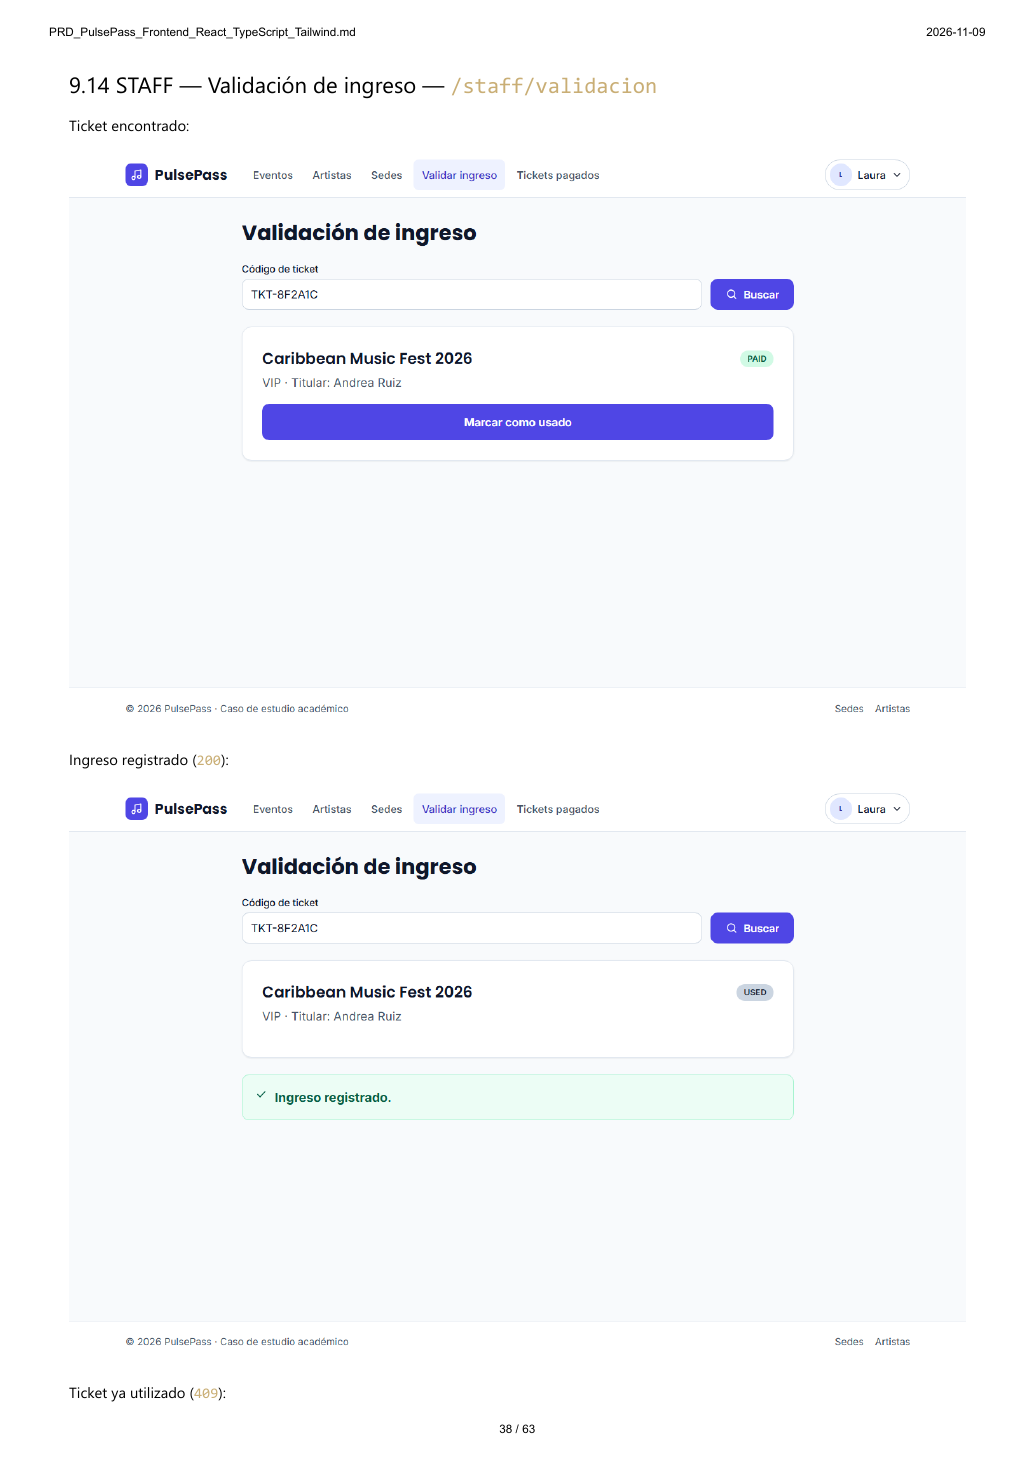 PRD_PulsePass_Frontend_React_TypeScript_Tailwind.md 2026-11-09
9.14 STAFF — Validación de ingreso — /staff/validacion
Ticket encontrado:
PulsePass Eventos Artistas Sedes Validar ingreso Tickets pagados L Laura
Validación de ingreso
Código de ticket
TKT-8F2A1C Buscar
Caribbean Music Fest 2026 PAID
VIP · Titular: Andrea Ruiz
Marcar como usado
© 2026 PulsePass · Caso de estudio académico Sedes Artistas
Ingreso registrado (200):
PulsePass Eventos Artistas Sedes Validar ingreso Tickets pagados L Laura
Validación de ingreso
Código de ticket
TKT-8F2A1C Buscar
Caribbean Music Fest 2026 USED
VIP · Titular: Andrea Ruiz
Ingreso registrado.
© 2026 PulsePass · Caso de estudio académico Sedes Artistas
Ticket ya utilizado (409):
38 / 63